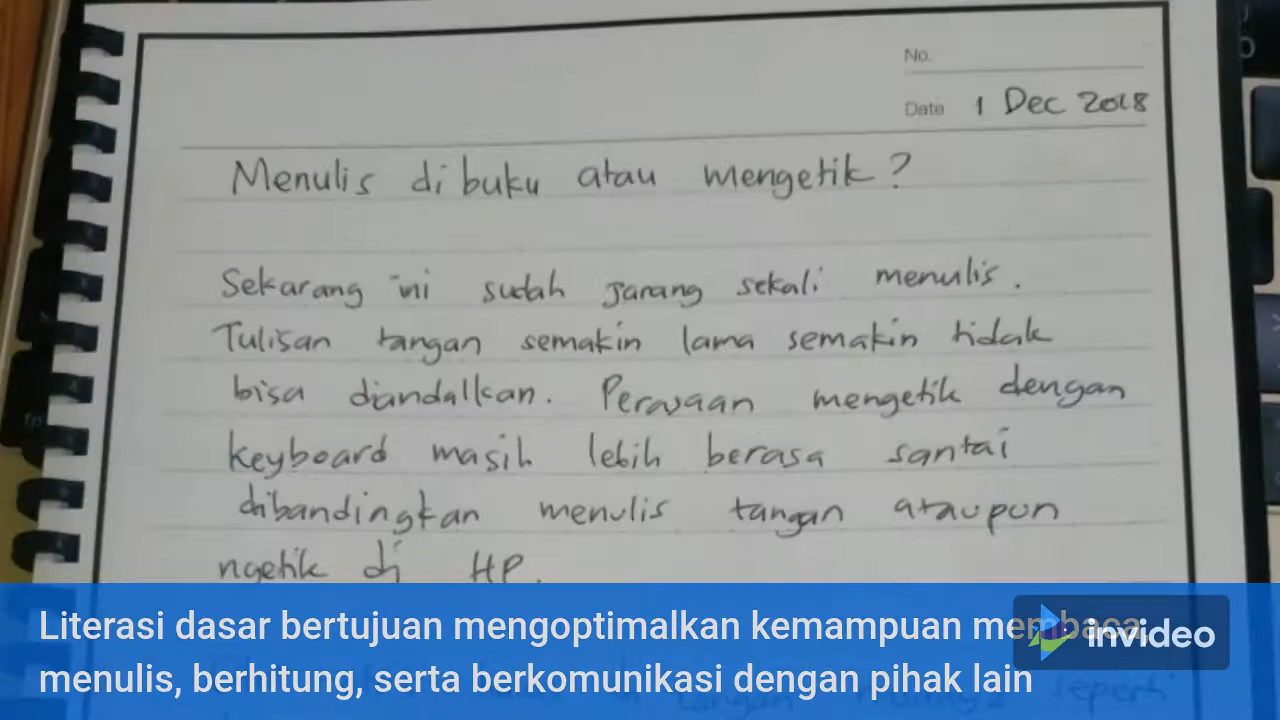 No.
Date 1 Dec 2018
Menulis di buku atau mengetik?
Sekarang ini sudah jarang sekali menulis.
Tulisan tangan semakin lama semakin tidak
bisa diandalkan. Perasaan mengetik dengan
keyboard masih lebih berasa santai
dibandingkan menulis tangan ataupun
ngetik di HP.
Literasi dasar bertujuan mengoptimalkan kemampuan membaca
menulis, berhitung, serta berkomunikasi dengan pihak lain
invideo
seperti